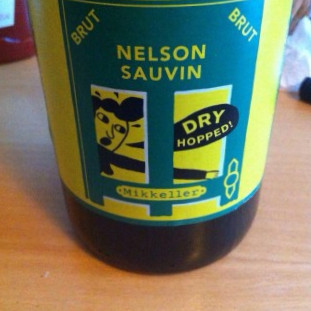 BRUT
BRUT
NELSON
SAUVIN
DRY
HOPPED!
Mikkeller